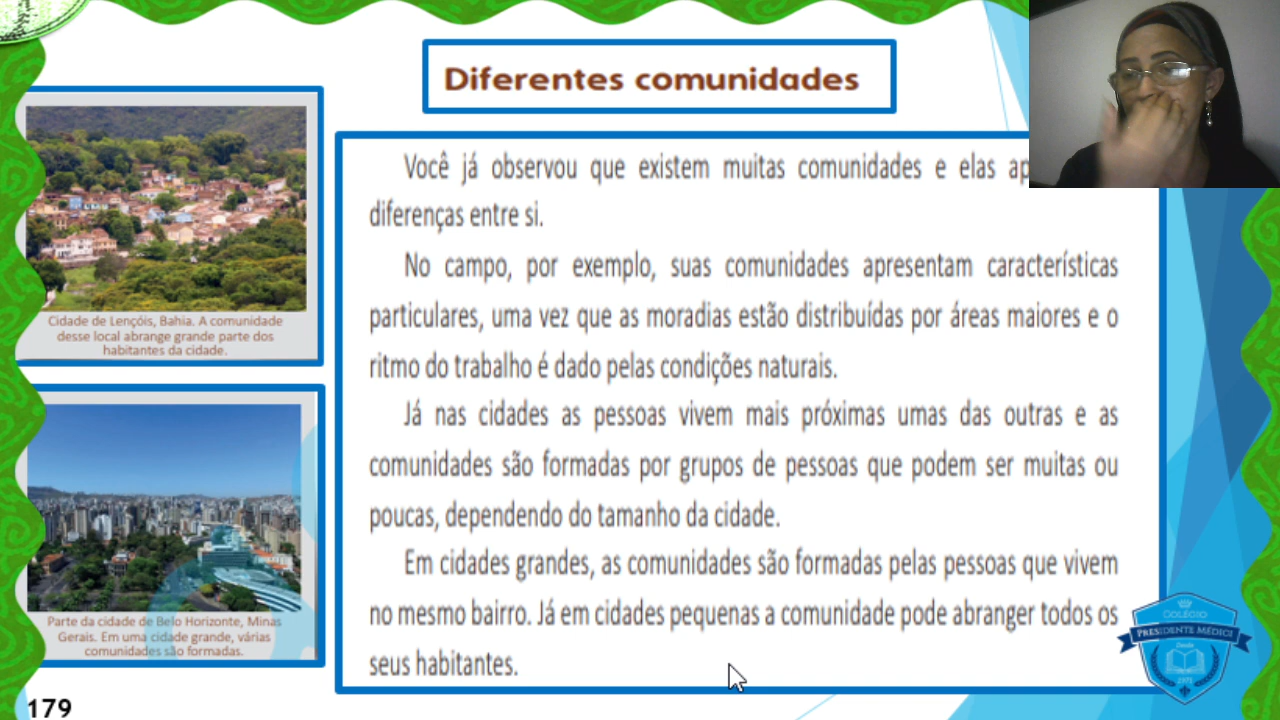 Diferentes comunidades
Cidade de Lençóis, Bahia. A comunidade
desse local abrange grande parte dos
habitantes da cidade.
Parte da cidade de Belo Horizonte, Minas
Gerais. Em uma cidade grande, várias
comunidades são formadas.
179
Você já observou que existem muitas comunidades e elas
diferenças entre si.
No campo, por exemplo, suas comunidades apresentam características
particulares, uma vez que as moradias estão distribuídas por áreas maiores e o
ritmo do trabalho é dado pelas condições naturais.
Já nas cidades as pessoas vivem mais próximas umas das outras e as
comunidades são formadas por grupos de pessoas que podem ser muitas ou
poucas, dependendo do tamanho da cidade.
Em cidades grandes, as comunidades são formadas pelas pessoas que vivem
no mesmo bairro. Já em cidades pequenas a comunidade pode abranger todos os
seus habitantes.
COLÉGIO
PRESIDENTE MÉDICI